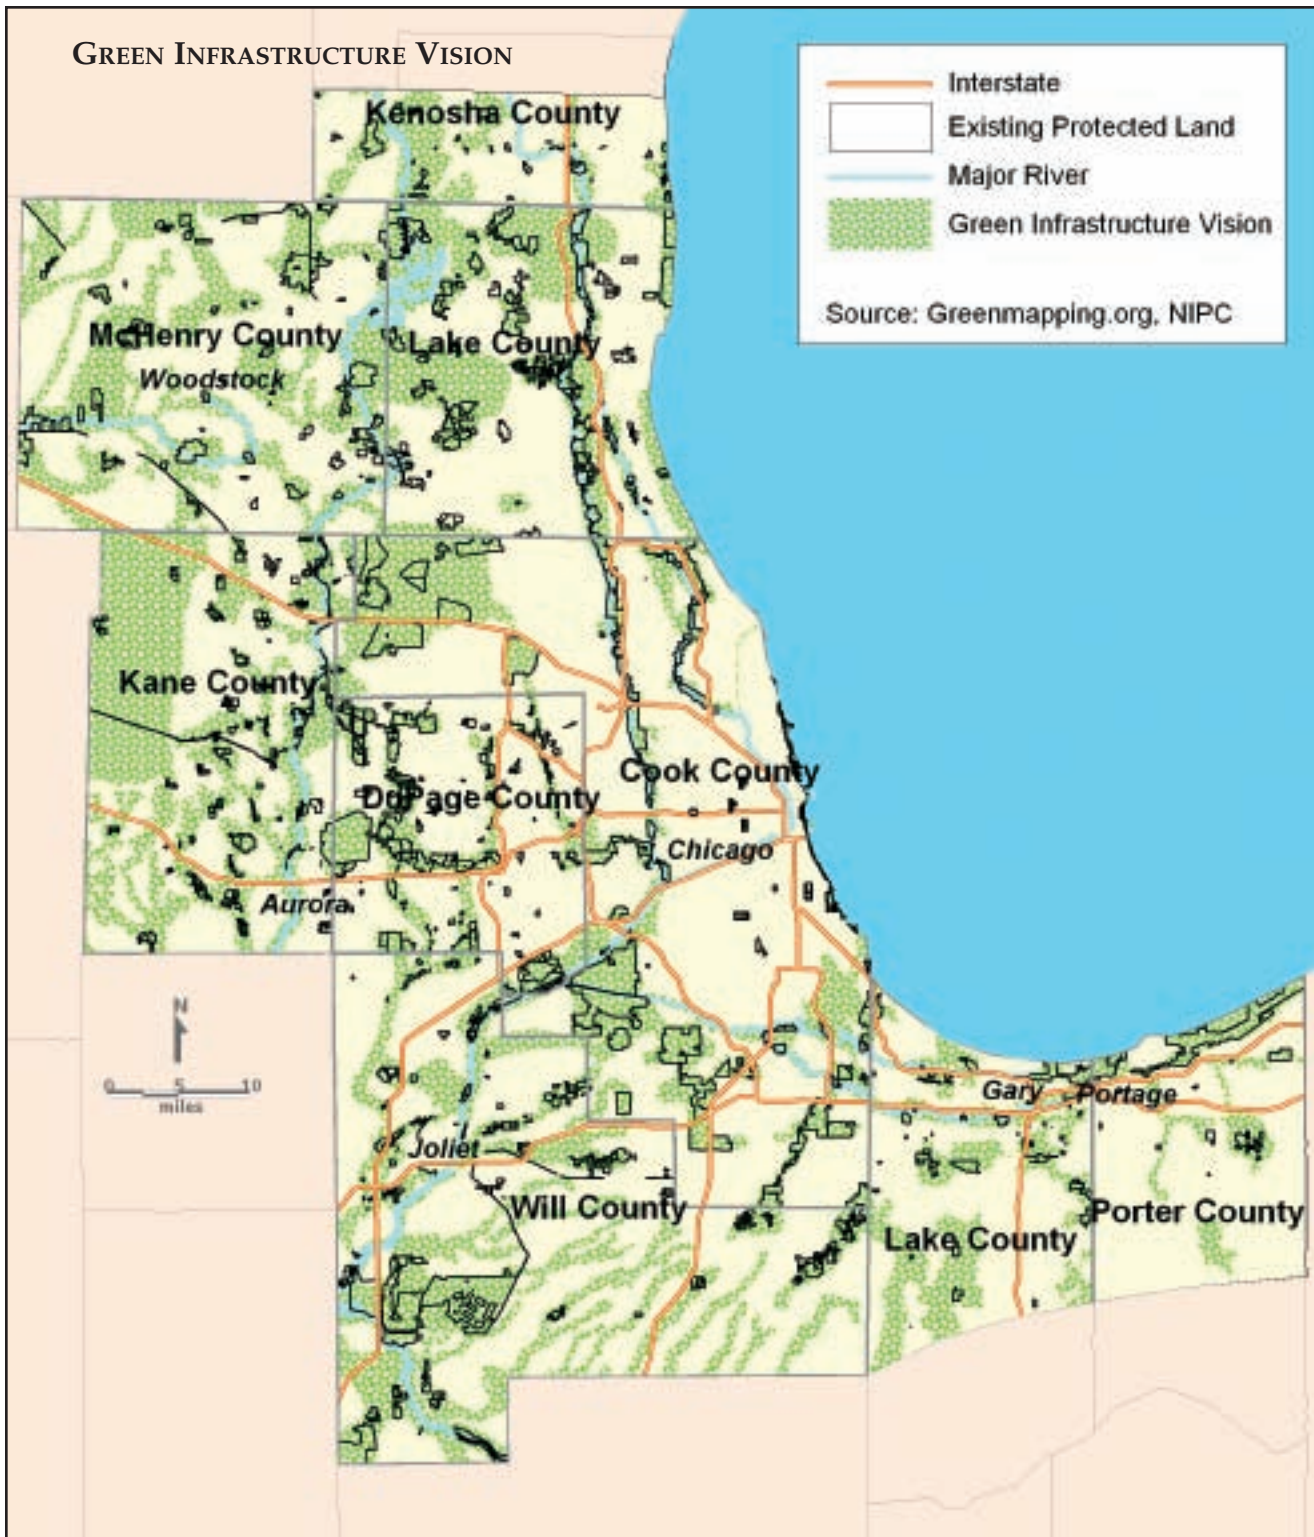 GREEN INFRASTRUCTURE VISION
Interstate
Existing Protected Land
Major River
Green Infrastructure Vision
Source: Greenmapping.org, NIPC
Kenosha County
McHenry County
Lake County
Woodstock
Kane County
Cook County
DuPage County
Chicago
Aurora
N
0 5 10
miles
Gary
Portage
Joliet
Will County
Porter County
Lake County